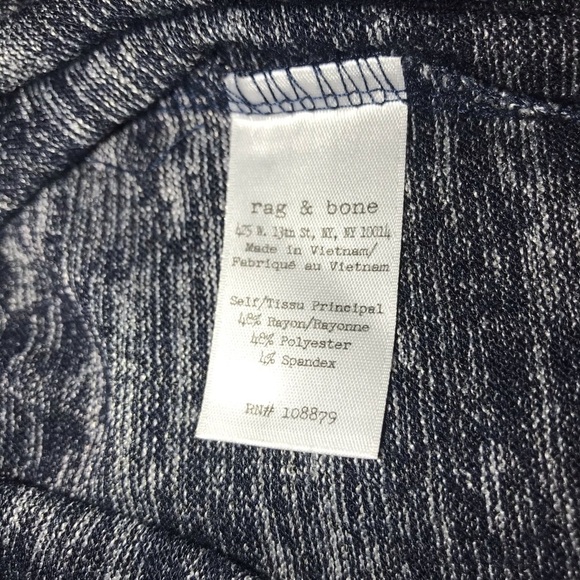 rag & bone
425 W. 13th St, NY, NY 10014
Made in Vietnam/
Fabriqué au Vietnam
Self/Tissu Principal
48% Rayon/Rayonne
48% Polyester
4% Spandex
RN# 108879